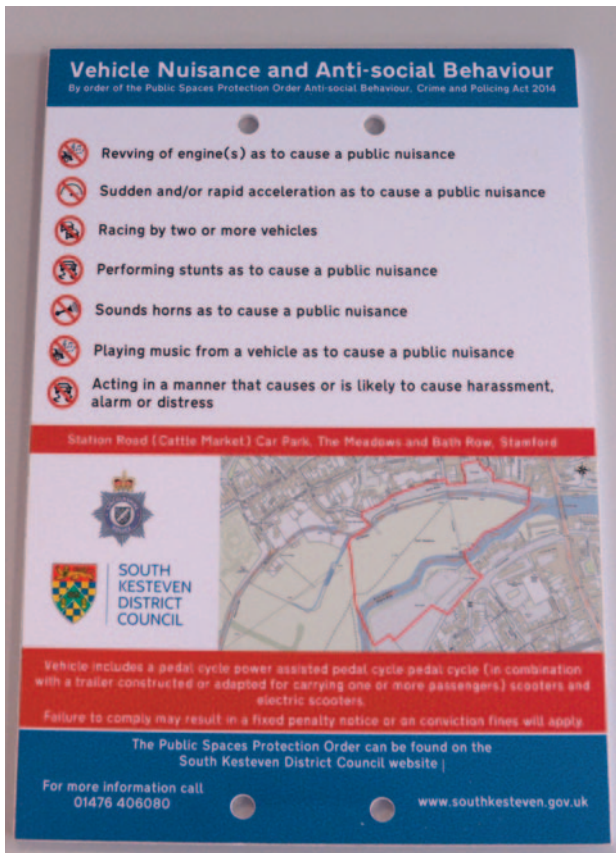 Vehicle Nuisance and Anti-social Behaviour
By order of the Public Spaces Protection Order Anti-social Behaviour, Crime and Policing Act 2014
Revving of engine(s) as to cause a public nuisance
Sudden and/or rapid acceleration as to cause a public nuisance
Racing by two or more vehicles
Performing stunts as to cause a public nuisance
Sounds horns as to cause a public nuisance
Playing music from a vehicle as to cause a public nuisance
Acting in a manner that causes or is likely to cause harassment,
alarm or distress
Station Road (Cattle Market) Car Park, The Meadows and Bath Row, Stamford
SOUTH
KESTEVEN
DISTRICT
COUNCIL
Vehicle includes a pedal cycle power assisted pedal cycle pedal cycle (in combination
with a trailer constructed or adapted for carrying one or more passengers) scooters and
electric scooters.
Failure to comply may result in a fixed penalty notice or on conviction fines will apply.
The Public Spaces Protection Order can be found on the
South Kesteven District Council website |
For more information call
01476 406080
www.southkesteven.gov.uk